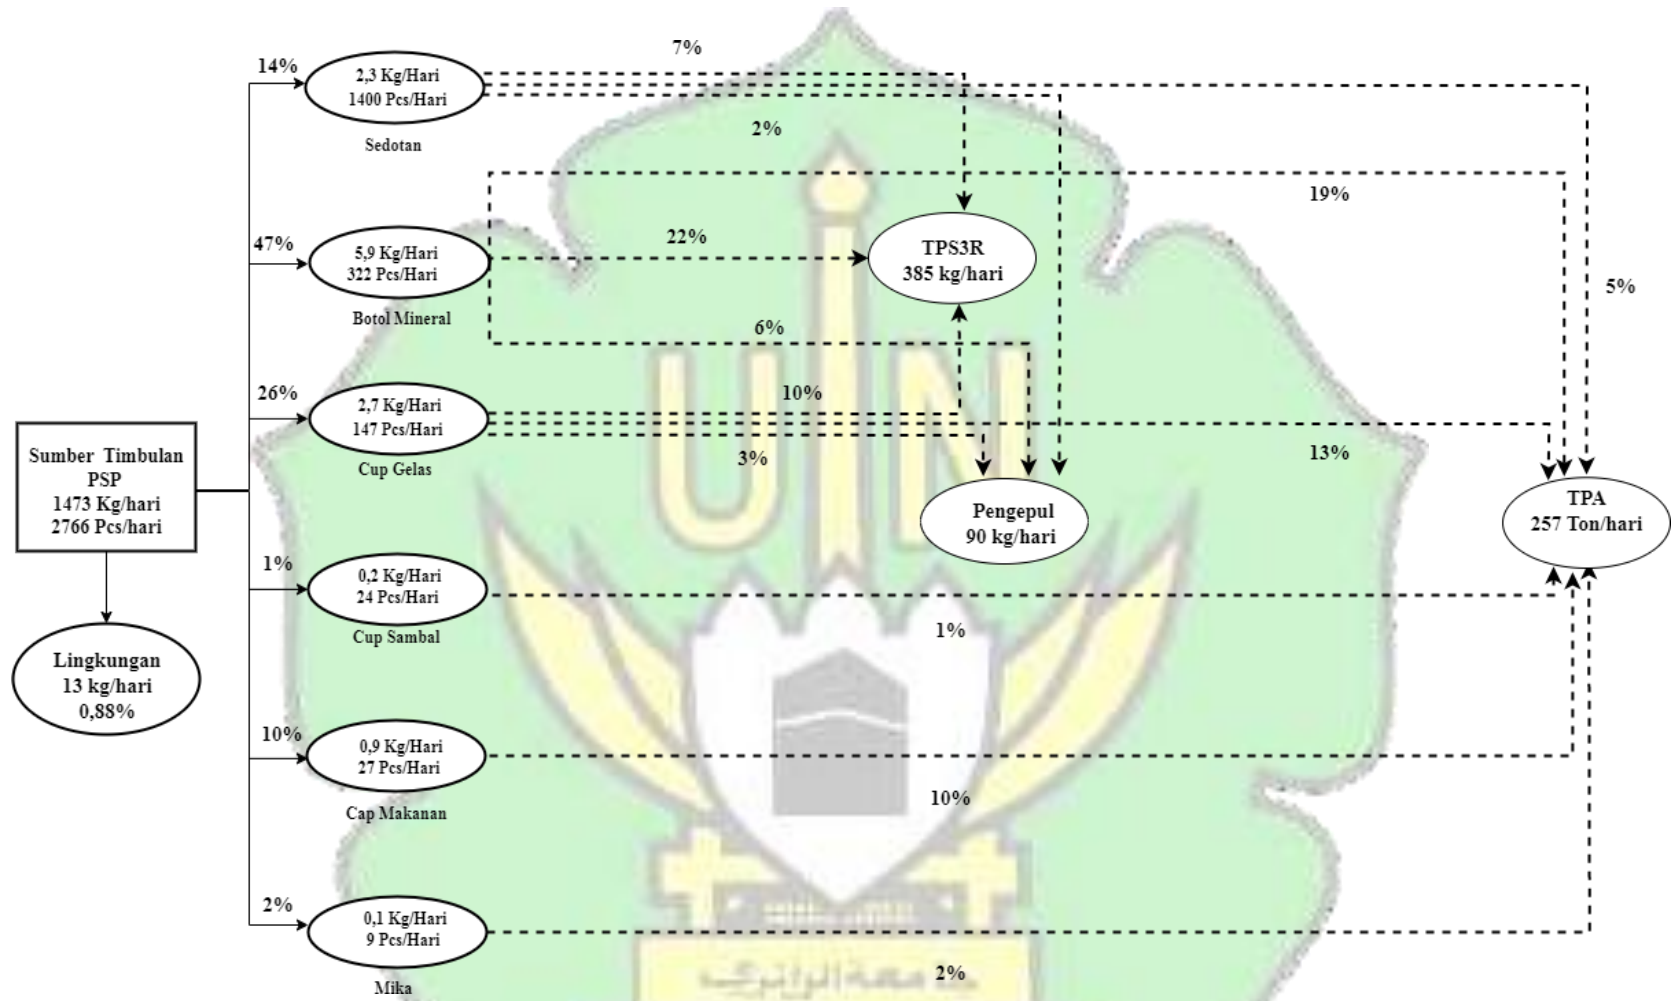 7%
14%
2,3 Kg/Hari
1400 Pcs/Hari
Sedotan
2%
19%
47%
5,9 Kg/Hari
322 Pcs/Hari
Botol Mineral
22%
TPS3R
385 kg/hari
5%
6%
26%
2,7 Kg/Hari
147 Pcs/Hari
Cup Gelas
10%
3%
13%
Sumber Timbulan
PSP
1473 Kg/hari
2766 Pcs/hari
Pengepul
90 kg/hari
TPA
257 Ton/hari
1%
0,2 Kg/Hari
24 Pcs/Hari
Cup Sambal
1%
Lingkungan
13 kg/hari
0,88%
10%
0,9 Kg/Hari
27 Pcs/Hari
Cap Makanan
10%
2%
0,1 Kg/Hari
9 Pcs/Hari
Mika
2%
UIN